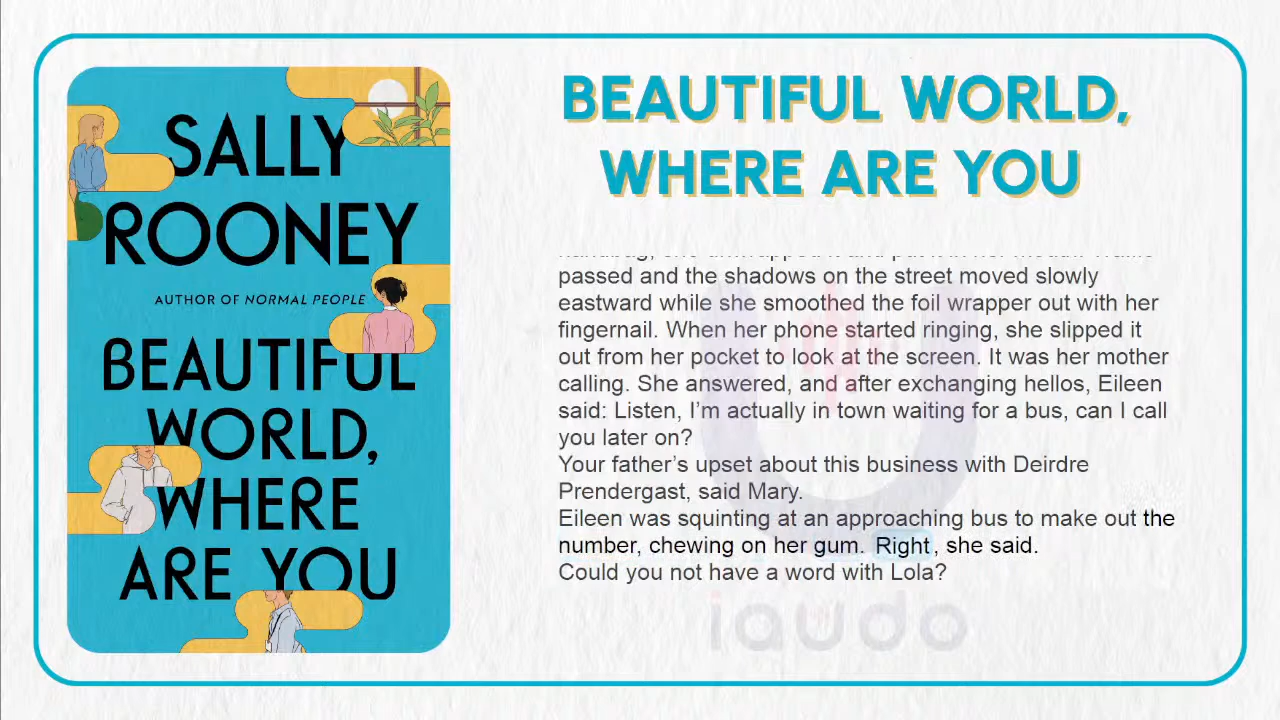 SALLY
ROONEY
AUTHOR OF NORMAL PEOPLE
BEAUTIFUL
WORLD,
WHERE
ARE YOU
BEAUTIFUL WORLD,
WHERE ARE YOU
passed and the shadows on the street moved slowly
eastward while she smoothed the foil wrapper out with her
fingernail. When her phone started ringing, she slipped it
out from her pocket to look at the screen. It was her mother
calling. She answered, and after exchanging hellos, Eileen
said: Listen, I’m actually in town waiting for a bus, can I call
you later on?
Your father’s upset about this business with Deirdre
Prendergast, said Mary.
Eileen was squinting at an approaching bus to make out the
number, chewing on her gum. Right, she said.
Could you not have a word with Lola?
iaudo